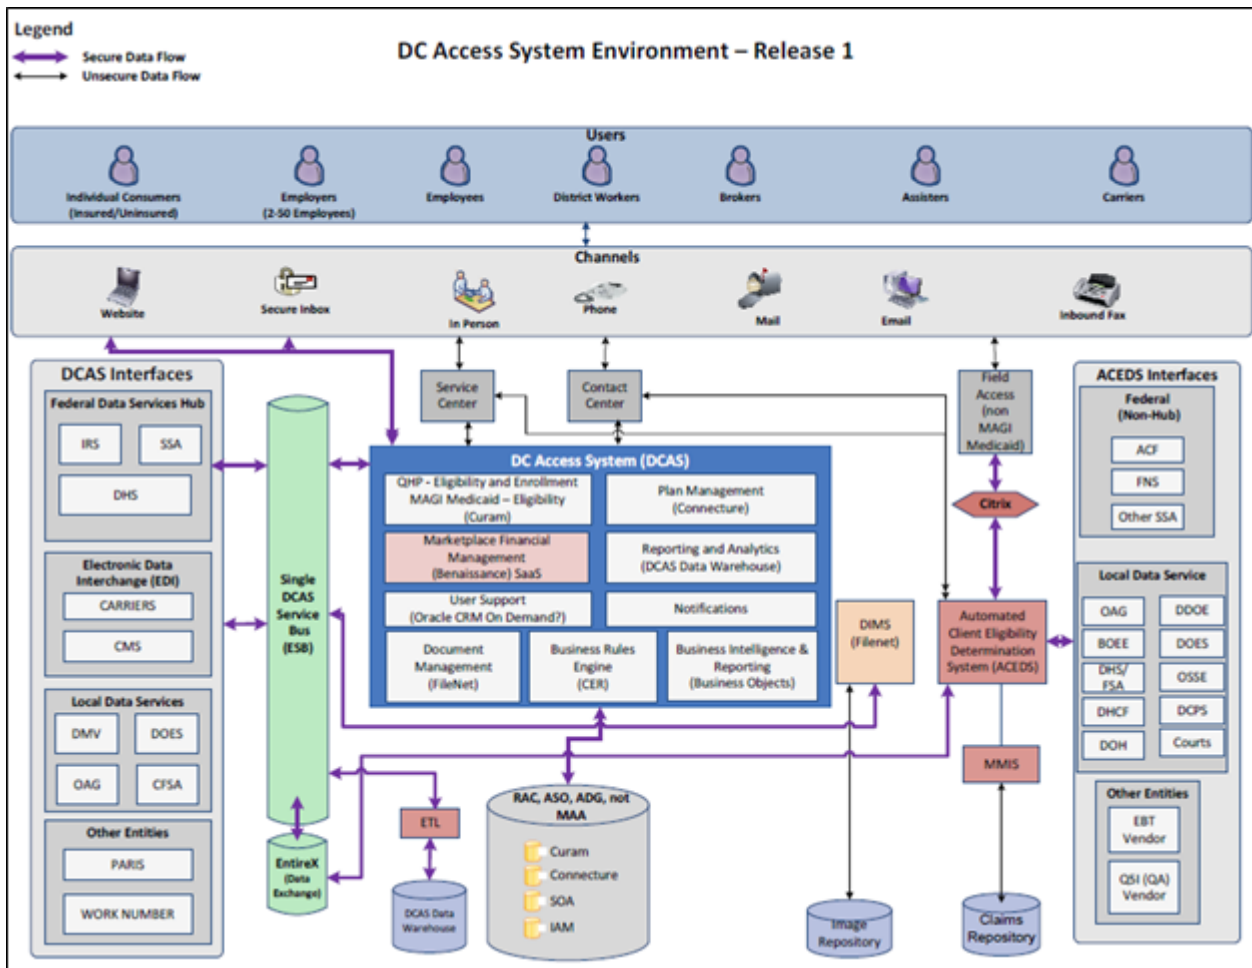 Legend
Secure Data Flow
Unsecure Data Flow
DC Access System Environment – Release 1
Users
Individual Consumers
(Insured/Uninsured)
Employers
(2-50 Employees)
Employees
District Workers
Brokers
Assisters
Carriers
Channels
Website
Secure Inbox
In Person
Phone
Mail
Email
Inbound Fax
DCAS Interfaces
Federal Data Services Hub
IRS
SSA
DHS
Electronic Data
Interchange (EDI)
CARRIERS
CMS
Local Data Services
DMV
DOES
OAG
CFSA
Other Entities
PARIS
WORK NUMBER
Single
DCAS
Service
Bus
(ESB)
EntireX
(Data
Exchange)
Service
Center
Contact
Center
Field
Access
(non
MAGI
Medicaid)
Citrix
DC Access System (DCAS)
QHP - Eligibility and Enrollment
MAGI Medicaid – Eligibility
(Curam)
Plan Management
(Connecture)
Marketplace Financial
Management
(Benaissance) SaaS
Reporting and Analytics
(DCAS Data Warehouse)
User Support
(Oracle CRM On Demand?)
Notifications
Document
Management
(FileNet)
Business Rules
Engine
(CER)
Business Intelligence &
Reporting
(Business Objects)
DIMS
(Filenet)
Automated
Client Eligibility
Determination
System (ACEDS)
MMIS
ETL
DCAS Data
Warehouse
RAC, ASO, ADG, not
MAA
Curam
Connecture
SOA
IAM
Image
Repository
Claims
Repository
ACEDS Interfaces
Federal
(Non-Hub)
ACF
FNS
Other SSA
Local Data Service
OAG
DDOE
BOEE
DOES
DHS/
FSA
OSSE
DHCF
DCPS
DOH
Courts
Other Entities
EBT
Vendor
QSI (QA)
Vendor